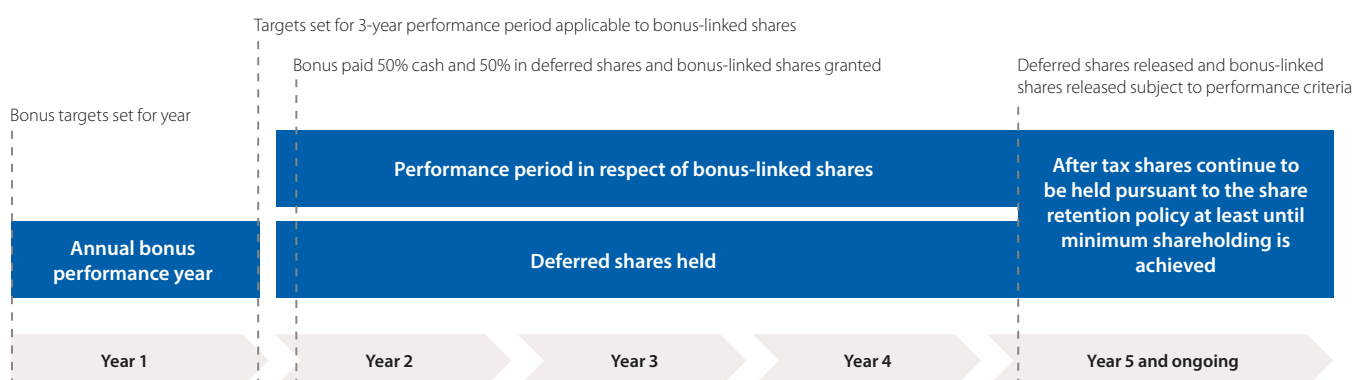 Targets set for 3-year performance period applicable to bonus-linked shares
Bonus paid 50% cash and 50% in deferred shares and bonus-linked shares granted
Deferred shares released and bonus-linked
shares released subject to performance criteria
Bonus targets set for year
Performance period in respect of bonus-linked shares
After tax shares continue to
be held pursuant to the share
retention policy at least until
minimum shareholding is
achieved
Annual bonus
performance year
Deferred shares held
Year 1
Year 2
Year 3
Year 4
Year 5 and ongoing